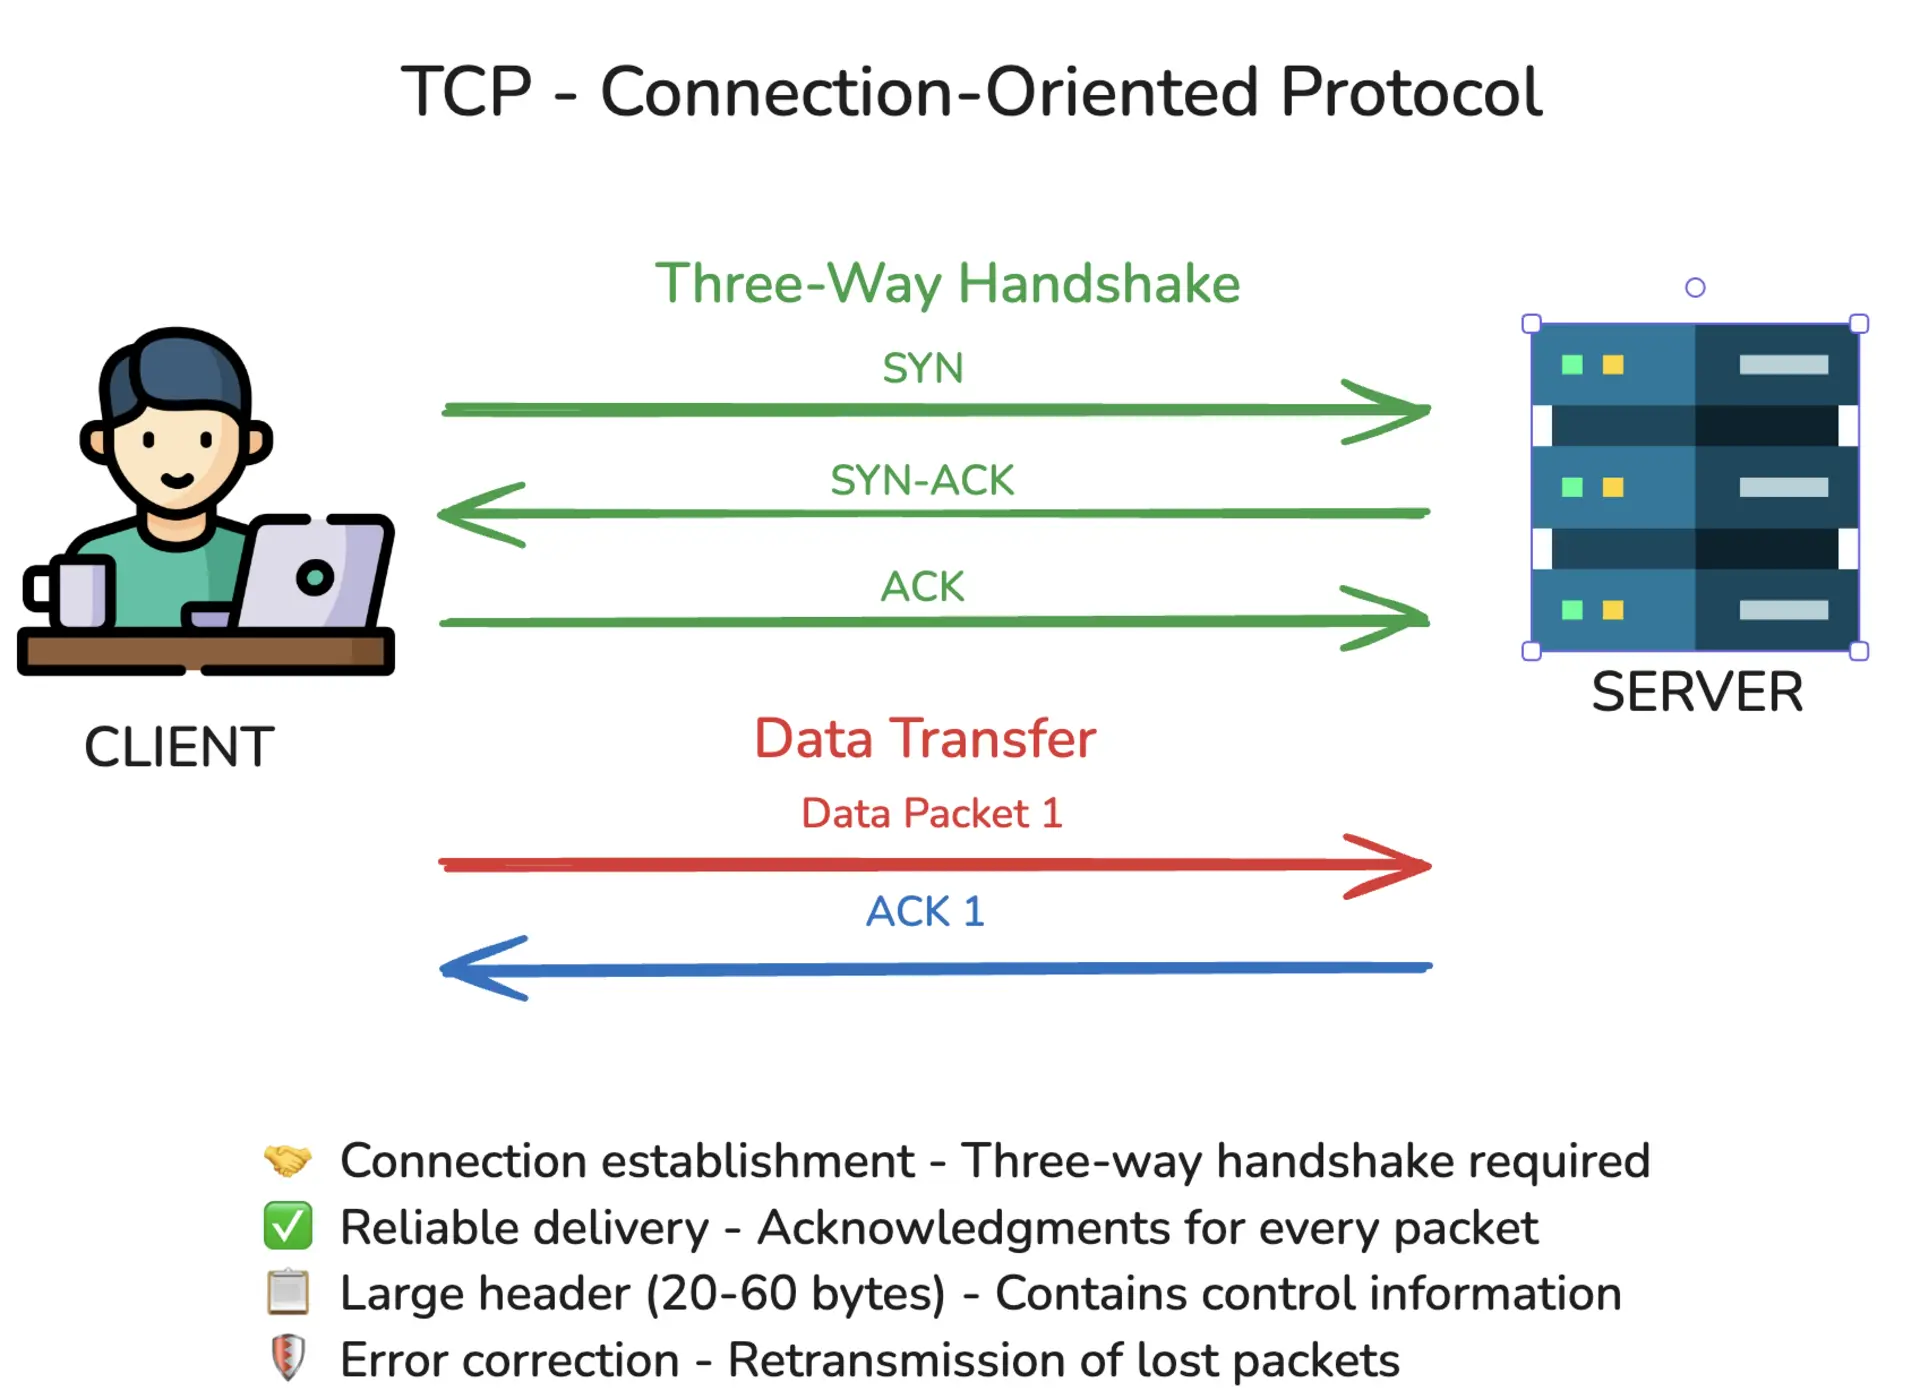 TCP - Connection-Oriented Protocol
Three-Way Handshake
SYN
SYN-ACK
ACK
SERVER
CLIENT
Data Transfer
Data Packet 1
ACK 1
🤝 Connection establishment - Three-way handshake required
✅ Reliable delivery - Acknowledgments for every packet
📋 Large header (20-60 bytes) - Contains control information
🛡️ Error correction - Retransmission of lost packets